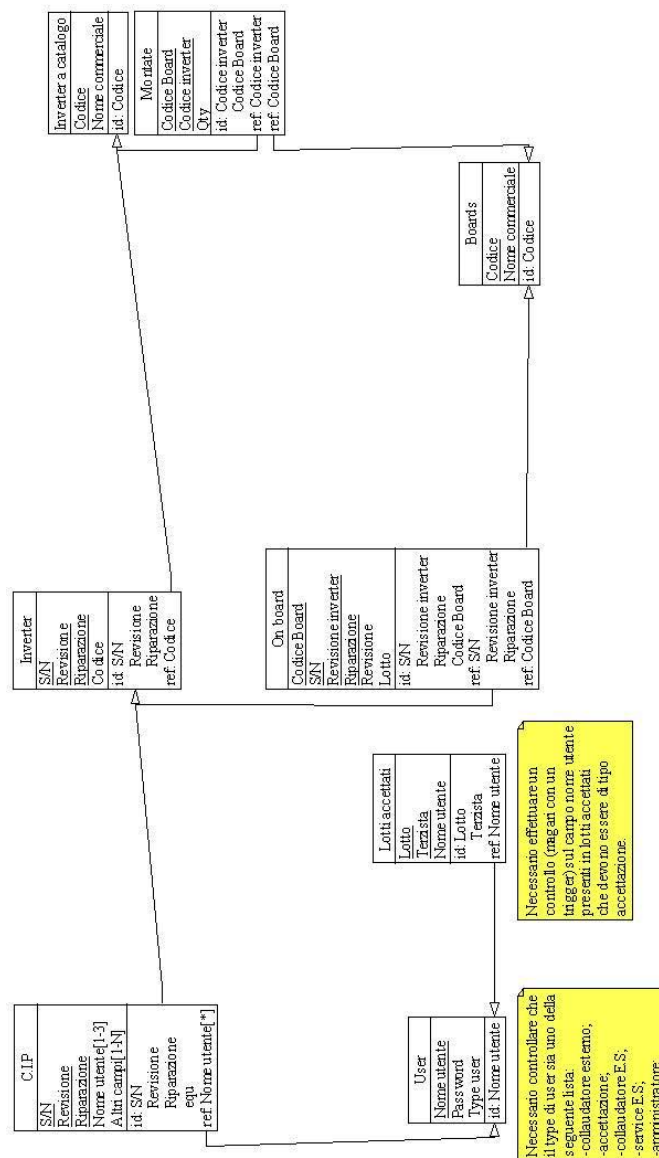 C.I.P
S/N
Revisione
Riparazione
Nome utente[1-3]
Altri campi[1-N]
id: S/N
Revisione
Riparazione
equ
ref: Nome utente[*]
Inverter
S/N
Revisione
Riparazione
Codice
id: S/N
Revisione
Riparazione
ref: Codice
Inverter a catalogo
Codice
Nome commerciale
id: Codice
Montate
Codice Board
Codice inverter
Qty
id: Codice inverter
Codice Board
ref: Codice inverter
ref: Codice Board
User
Nome utente
Password
Type user
id: Nome utente
Lotti accettati
Lotto
Terzista
Nome utente
id: Lotto
Terzista
ref: Nome utente
On board
Codice Board
S/N
Revisione inverter
Riparazione
Revisione
Lotto
id: S/N
Revisione inverter
Riparazione
Codice Board
ref: S/N
Revisione inverter
Riparazione
ref: Codice Board
Boards
Codice
Nome commerciale
id: Codice
Necessario controllare che
il type di user sia uno della
seguente lista:
-collaudatore esterno;
-accettazione;
-collaudatore E.S;
-service E.S;
-amministratore;
Necessario effettuare un
controllo (magari con un
trigger) sul campo nome utente
presenti in lotti accettati
che devono essere di tipo
accettazione.